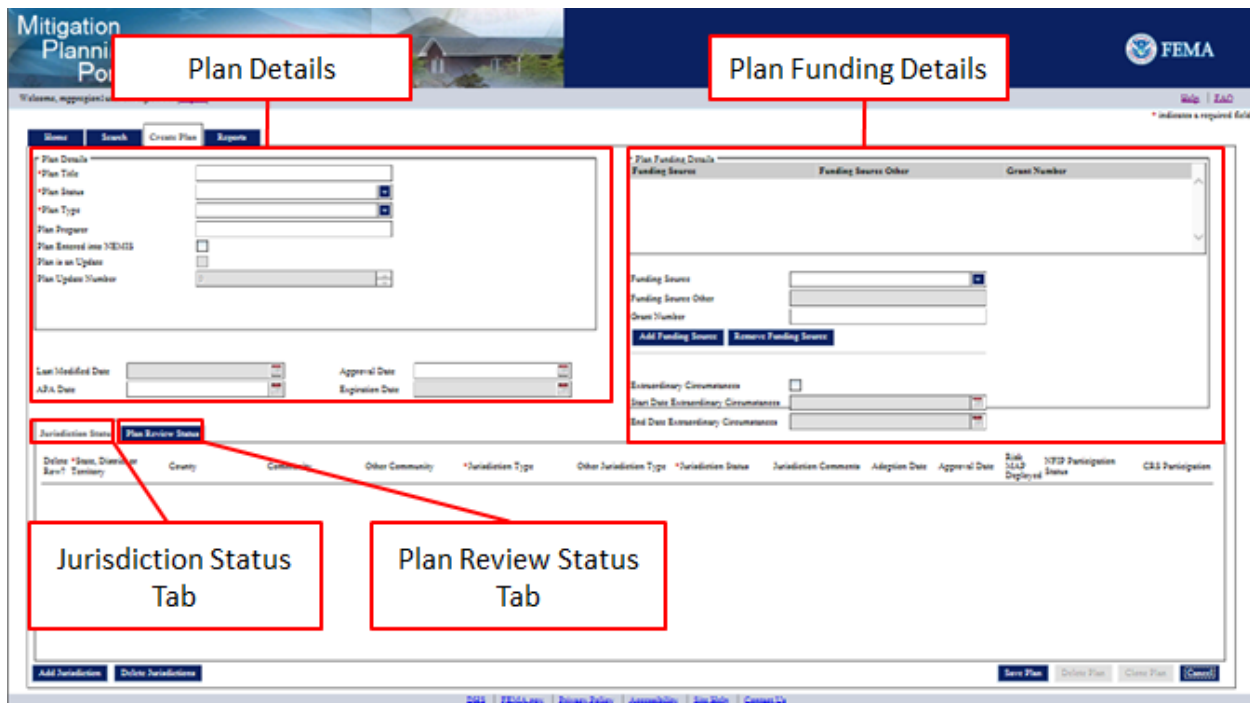 Mitigation
Planni
Por
FEMA
Plan Details
Plan Funding Details
Welcome,
Help | FAQ
* indicates a required field
Home Search Create Plan Reports
Plan Details
*Plan Title
*Plan Status
*Plan Type
Plan Preparer
Plan Entered into NEMIS
Plan is an Update
Plan Update Number
0
Last Modified Date
Approval Date
APA Date
Expiration Date
Plan Funding Details
Funding Source Funding Source Other Grant Number
Funding Source
Funding Source Other
Grant Number
Add Funding Source Remove Funding Source
Extraordinary Circumstances
Start Date Extraordinary Circumstances
End Date Extraordinary Circumstances
Jurisdiction Status Plan Review Status
Delete Row? *State, District or Territory County Community Other Community *Jurisdiction Type Other Jurisdiction Type *Jurisdiction Status Jurisdiction Comments Adoption Date Approval Date Risk MAP Deployed NFIP Participation Status CRS Participation
Jurisdiction Status
Tab
Plan Review Status
Tab
Add Jurisdiction Delete Jurisdictions
Save Plan Delete Plan Clone Plan Cancel
DHS | FEMA.gov | Privacy Policy | Accessibility | Site Help | Contact Us